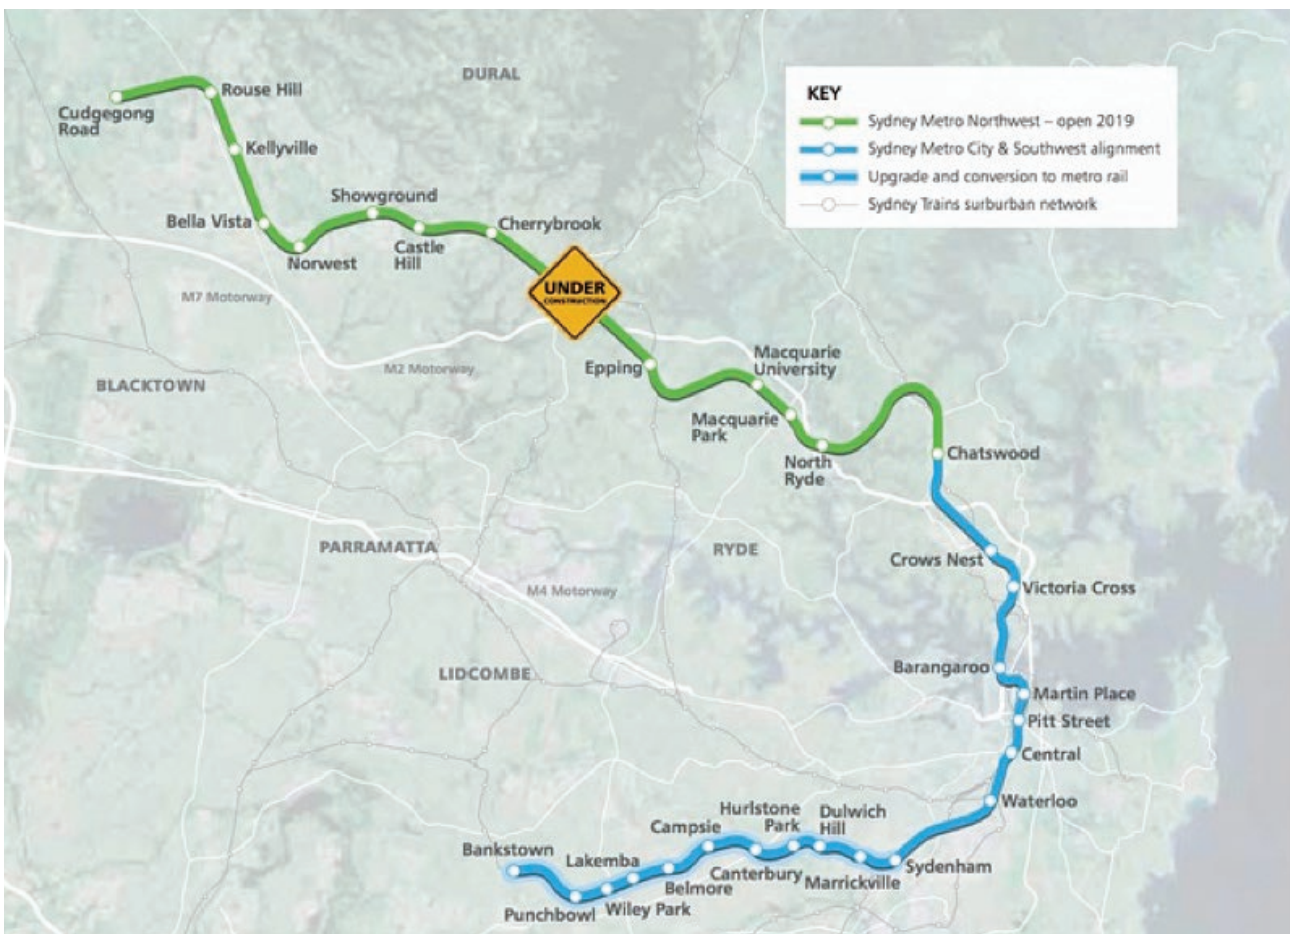 DURAL
KEY
Sydney Metro Northwest – open 2019
Sydney Metro City & Southwest alignment
Upgrade and conversion to metro rail
Sydney Trains surburban network
Cudgegong
Road
Rouse Hill
Kellyville
Bella Vista
Norwest
Showground
Castle
Hill
Cherrybrook
UNDER
CONSTRUCTION
M7 Motorway
M2 Motorway
BLACKTOWN
Epping
Macquarie
University
Macquarie
Park
North
Ryde
Chatswood
PARRAMATTA
RYDE
M4 Motorway
LIDCOMBE
Crows Nest
Victoria Cross
Barangaroo
Martin Place
Pitt Street
Central
Waterloo
Sydenham
Marrickville
Dulwich
Hill
Hurlstone
Park
Canterbury
Campsie
Belmore
Lakemba
Wiley Park
Punchbowl
Bankstown